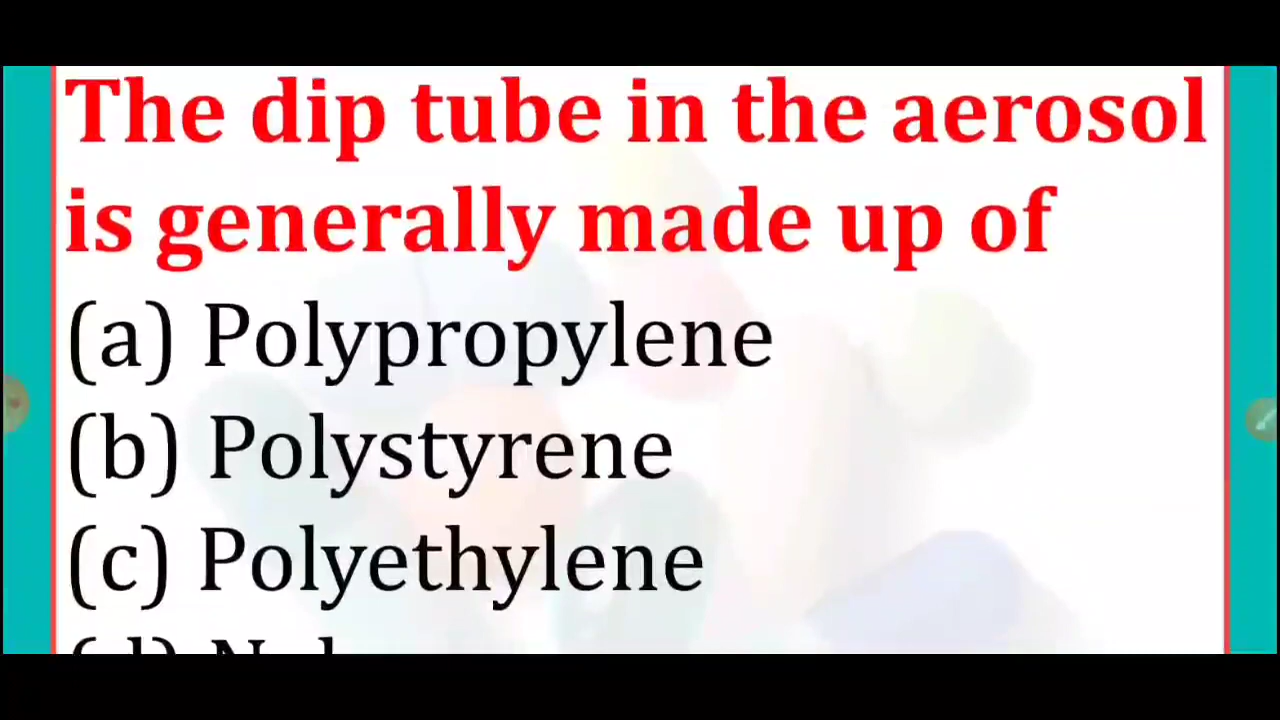 The dip tube in the aerosol
is generally made up of
(a) Polypropylene
(b) Polystyrene
(c) Polyethylene
(d)